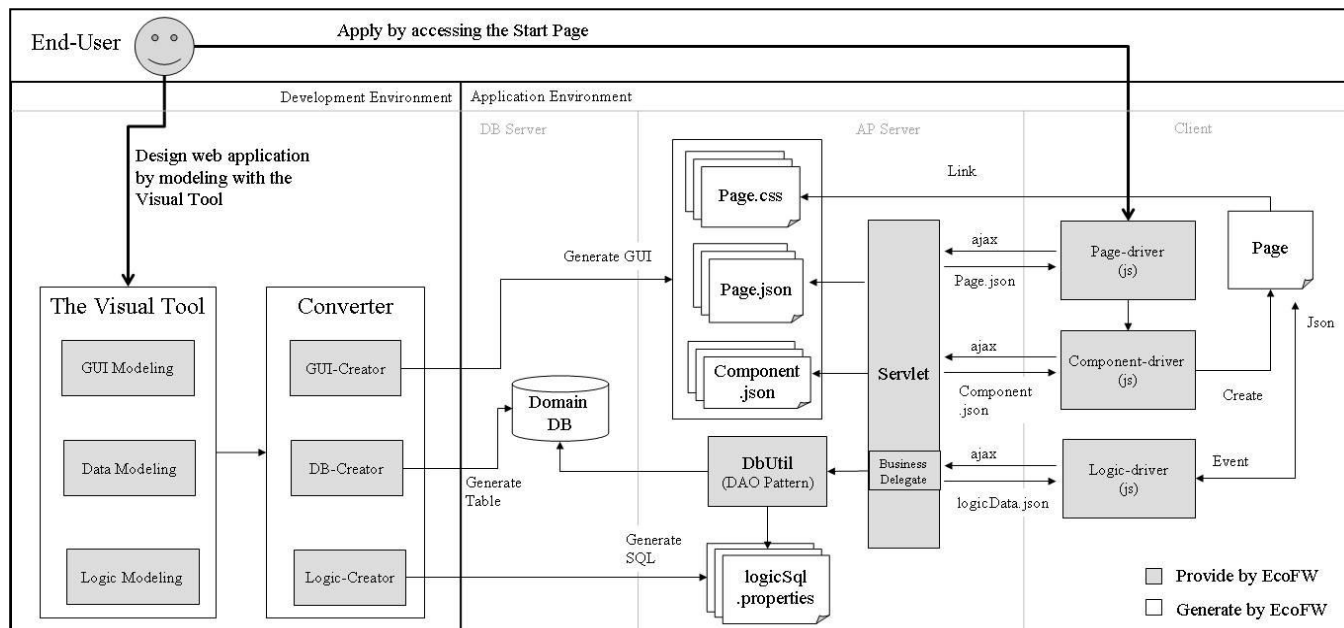 End-User
Apply by accessing the Start Page
Development Environment
Application Environment
DB Server
AP Server
Client
Design web application
by modeling with the
Visual Tool
The Visual Tool
GUI Modeling
Data Modeling
Logic Modeling
Converter
GUI-Creator
DB-Creator
Logic-Creator
Generate GUI
Generate
Table
Generate
SQL
Domain
DB
Page.css
Page.json
Component
.json
DbUtil
(DAO Pattern)
logicSql
.properties
Servlet
Business
Delegate
Link
ajax
Page.json
ajax
Component
.json
ajax
logicData.json
Page-driver
(js)
Component-driver
(js)
Logic-driver
(js)
Page
Json
Create
Event
Provide by EcoFW
Generate by EcoFW